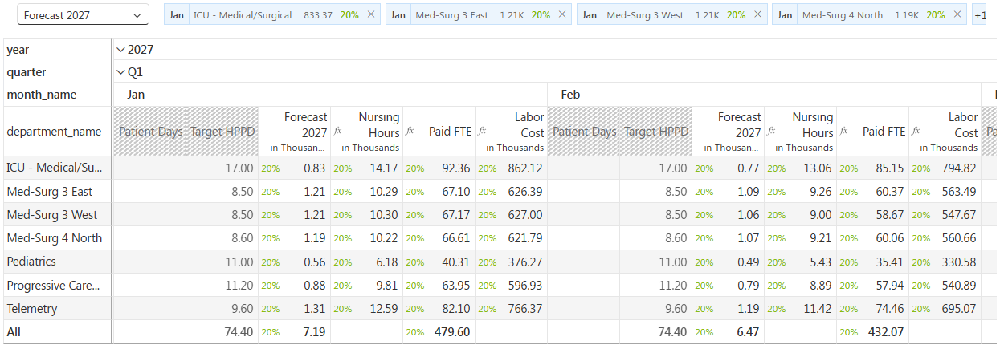 Forecast 2027 Jan ICU - Medical/Surgical : 833.37 20% Jan Med-Surg 3 East : 1.21K 20% Jan Med-Surg 3 West : 1.21K 20% Jan Med-Surg 4 North : 1.19K 20% +1
year 2027
quarter Q1
month_name Jan Feb
department_name Patient Days Target HPPD Forecast 2027 in Thousan... fx Nursing Hours in Thousands fx Paid FTE fx Labor Cost in Thousands Patient Days Target HPPD Forecast 2027 in Thousan... fx Nursing Hours in Thousands fx Paid FTE fx Labor Cost in Thousands Pa
ICU - Medical/Su... 17.00 20% 0.83 20% 14.17 20% 92.36 20% 862.12 17.00 20% 0.77 20% 13.06 20% 85.15 20% 794.82
Med-Surg 3 East 8.50 20% 1.21 20% 10.29 20% 67.10 20% 626.39 8.50 20% 1.09 20% 9.26 20% 60.37 20% 563.49
Med-Surg 3 West 8.50 20% 1.21 20% 10.30 20% 67.17 20% 627.00 8.50 20% 1.06 20% 9.00 20% 58.67 20% 547.67
Med-Surg 4 North 8.60 20% 1.19 20% 10.22 20% 66.61 20% 621.79 8.60 20% 1.07 20% 9.21 20% 60.06 20% 560.66
Pediatrics 11.00 20% 0.56 20% 6.18 20% 40.31 20% 376.27 11.00 20% 0.49 20% 5.43 20% 35.41 20% 330.58
Progressive Care... 11.20 20% 0.88 20% 9.81 20% 63.95 20% 596.93 11.20 20% 0.79 20% 8.89 20% 57.94 20% 540.89
Telemetry 9.60 20% 1.31 20% 12.59 20% 82.10 20% 766.37 9.60 20% 1.19 20% 11.42 20% 74.46 20% 695.07
All 74.40 20% 7.19 20% 479.60 74.40 20% 6.47 20% 432.07